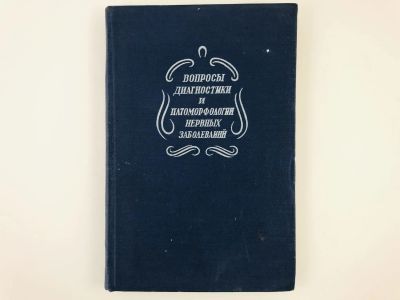 ВОПРОСЫ
ДИАГНОСТИКИ
И
ПАТОМОРФОЛОГИИ
НЕРВНЫХ
ЗАБОЛЕВАНИЙ